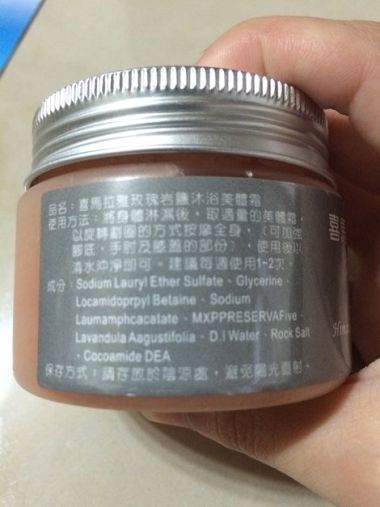 品名：喜馬拉雅玫瑰岩鹽沐浴美體霜
使用方法：將身體淋濕後，取適量的美體霜，
以旋轉劃圈的方式按摩全身，（可加強
腳底，手肘及膝蓋的部份），使用後以
清水沖淨即可。建議每週使用1~2次。
成分：Sodium Lauryl Ether Sulfate、Glycerine、
Locamidoprpyl Betaine、Sodium
Laumamphcacatate、MXPPRESERVAFive、
Lavandula Aagustifolia、D.I Water、Rock Salt
、Cocoamide DEA
保存方式：請存放於陰涼處，避免陽光直射。